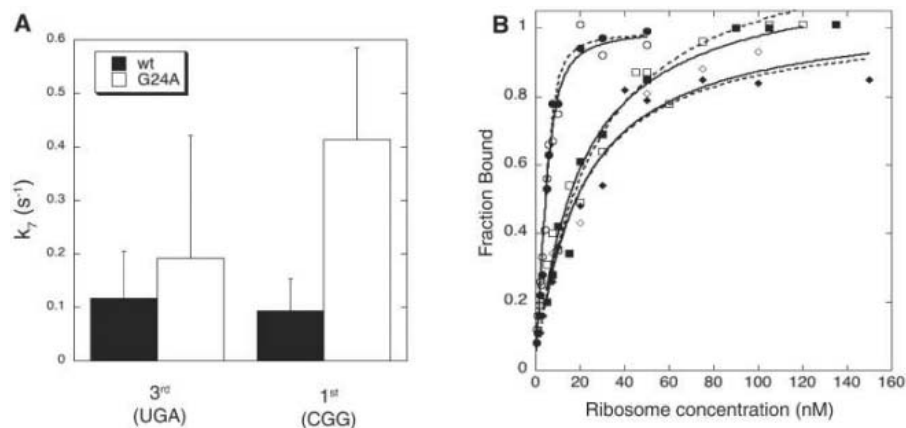 A
0.6
0.5
0.4
0.3
0.2
0.1
0
k7 (s-1)
wt
G24A
3rd
(UGA)
1st
(CGG)
B
1
0.8
0.6
0.4
0.2
0
Fraction Bound
0 20 40 60 80 100 120 140 160
Ribosome concentration (nM)